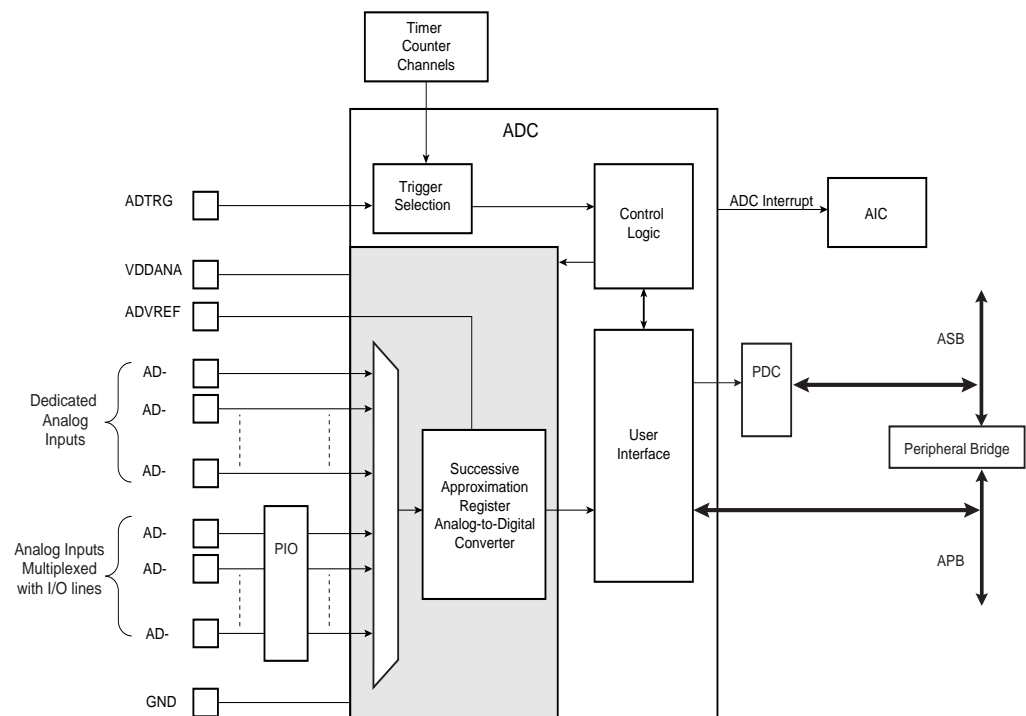 Timer
Counter
Channels
ADC
ADTRG
Trigger
Selection
Control
Logic
ADC Interrupt
AIC
VDDANA
ADVREF
ASB
Dedicated
Analog
Inputs
AD-
AD-
AD-
PDC
User
Interface
Peripheral Bridge
Successive
Approximation
Register
Analog-to-Digital
Converter
Analog Inputs
Multiplexed
with I/O lines
AD-
AD-
AD-
PIO
APB
GND